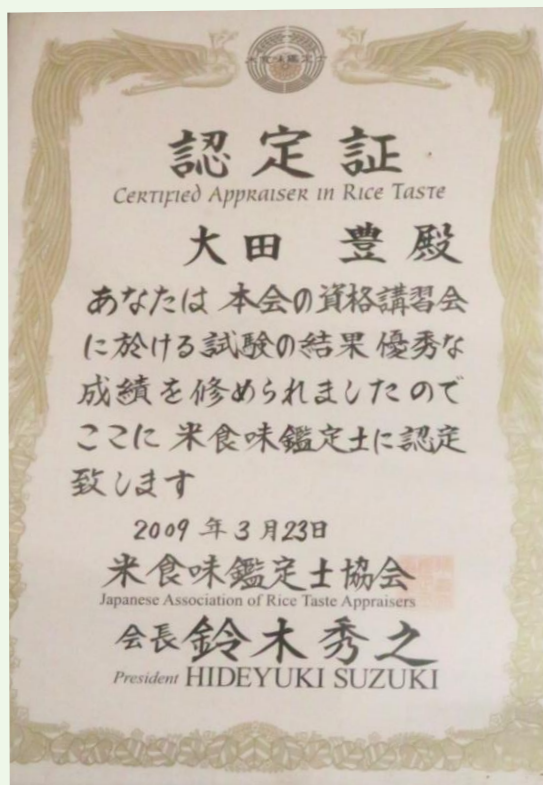 認定証
Certified Appraiser in Rice Taste
大田 豊 殿
あなたは 本会の資格講習会
に於ける試験の結果 優秀な
成績を修められましたので
ここに 米食味鑑定士に認定
致します
2009 年 3 月 23日
米食味鑑定士協会
Japanese Association of Rice Taste Appraisers
会長 鈴木秀之
President HIDEYUKI SUZUKI